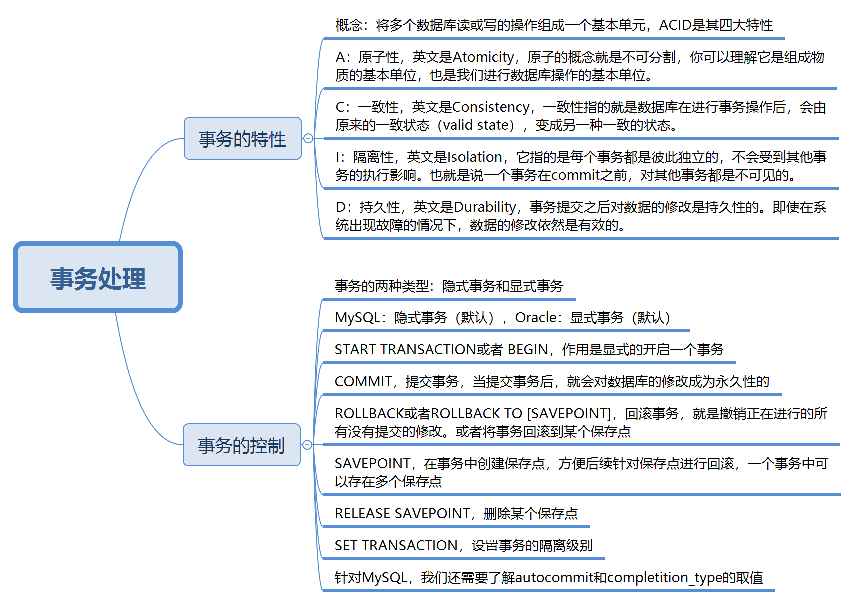 事务处理
事务的特性
概念：将多个数据库读或写的操作组成一个基本单元，ACID是其四大特性
A：原子性，英文是Atomicity，原子的概念就是不可分割，你可以理解它是组成物
质的基本单位，也是我们进行数据库操作的基本单位。
C：一致性，英文是Consistency，一致性指的就是数据库在进行事务操作后，会由
原来的一致状态（valid state），变成另一种一致的状态。
I：隔离性，英文是Isolation，它指的是每个事务都是彼此独立的，不会受到其他事
务的执行影响。也就是说一个事务在commit之前，对其他事务都是不可见的。
D：持久性，英文是Durability，事务提交之后对数据的修改是持久性的。即使在系
统出现故障的情况下，数据的修改依然是有效的。
事务的控制
事务的两种类型：隐式事务和显式事务
MySQL：隐式事务（默认），Oracle：显式事务（默认）
START TRANSACTION或者 BEGIN，作用是显式的开启一个事务
COMMIT，提交事务，当提交事务后，就会对数据库的修改成为永久性的
ROLLBACK或者ROLLBACK TO [SAVEPOINT]，回滚事务，就是撤销正在进行的所
有没有提交的修改。或者将事务回滚到某个保存点
SAVEPOINT，在事务中创建保存点，方便后续针对保存点进行回滚，一个事务中可
以存在多个保存点
RELEASE SAVEPOINT，删除某个保存点
SET TRANSACTION，设置事务的隔离级别
针对MySQL，我们还需要了解autocommit和completition_type的取值